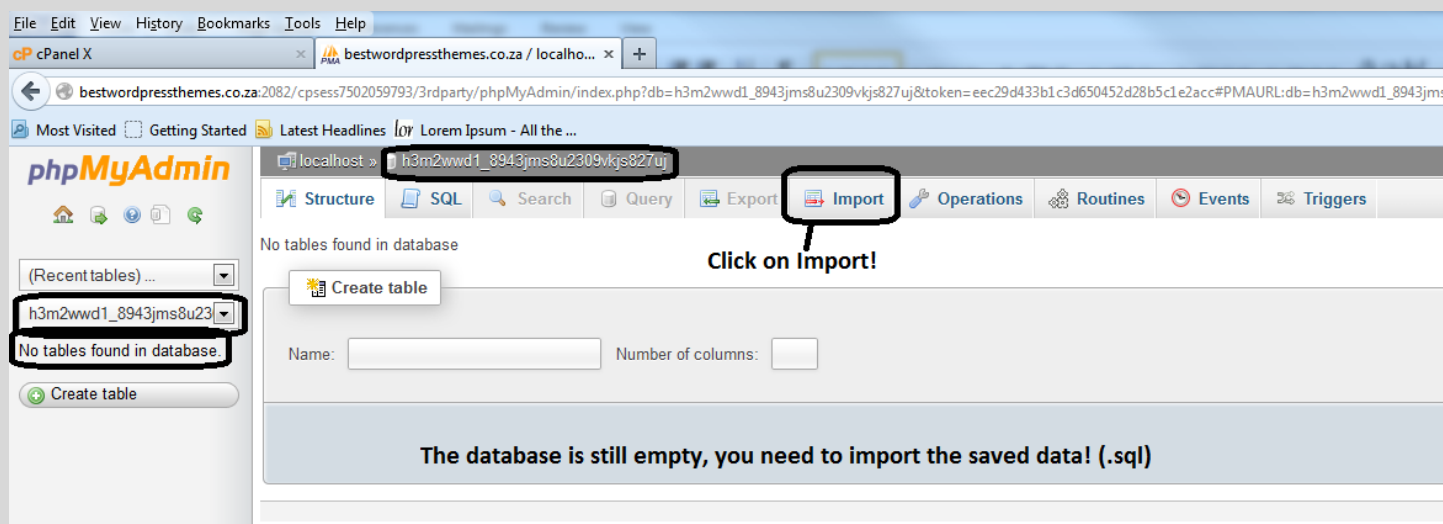 File Edit View History Bookmarks Tools Help
cP cPanel X × PMA bestwordpressthemes.co.za / localho... × +
bestwordpressthemes.co.za:2082/cpsess7502059793/3rdparty/phpMyAdmin/index.php?db=h3m2wwd1_8943jms8u2309vkjs827uj&token=eec29d433b1c3d650452d28b5c1e2acc#PMAURL:db=h3m2wwd1_8943jms
Most Visited Getting Started Latest Headlines lor Lorem Ipsum - All the ...
phpMyAdmin
localhost » h3m2wwd1_8943jms8u2309vkjs827uj
Structure SQL Search Query Export Import Operations Routines Events Triggers
No tables found in database
Click on Import!
(Recent tables) ...
Create table
h3m2wwd1_8943jms8u23
No tables found in database.
Name: Number of columns:
Create table
The database is still empty, you need to import the saved data! (.sql)